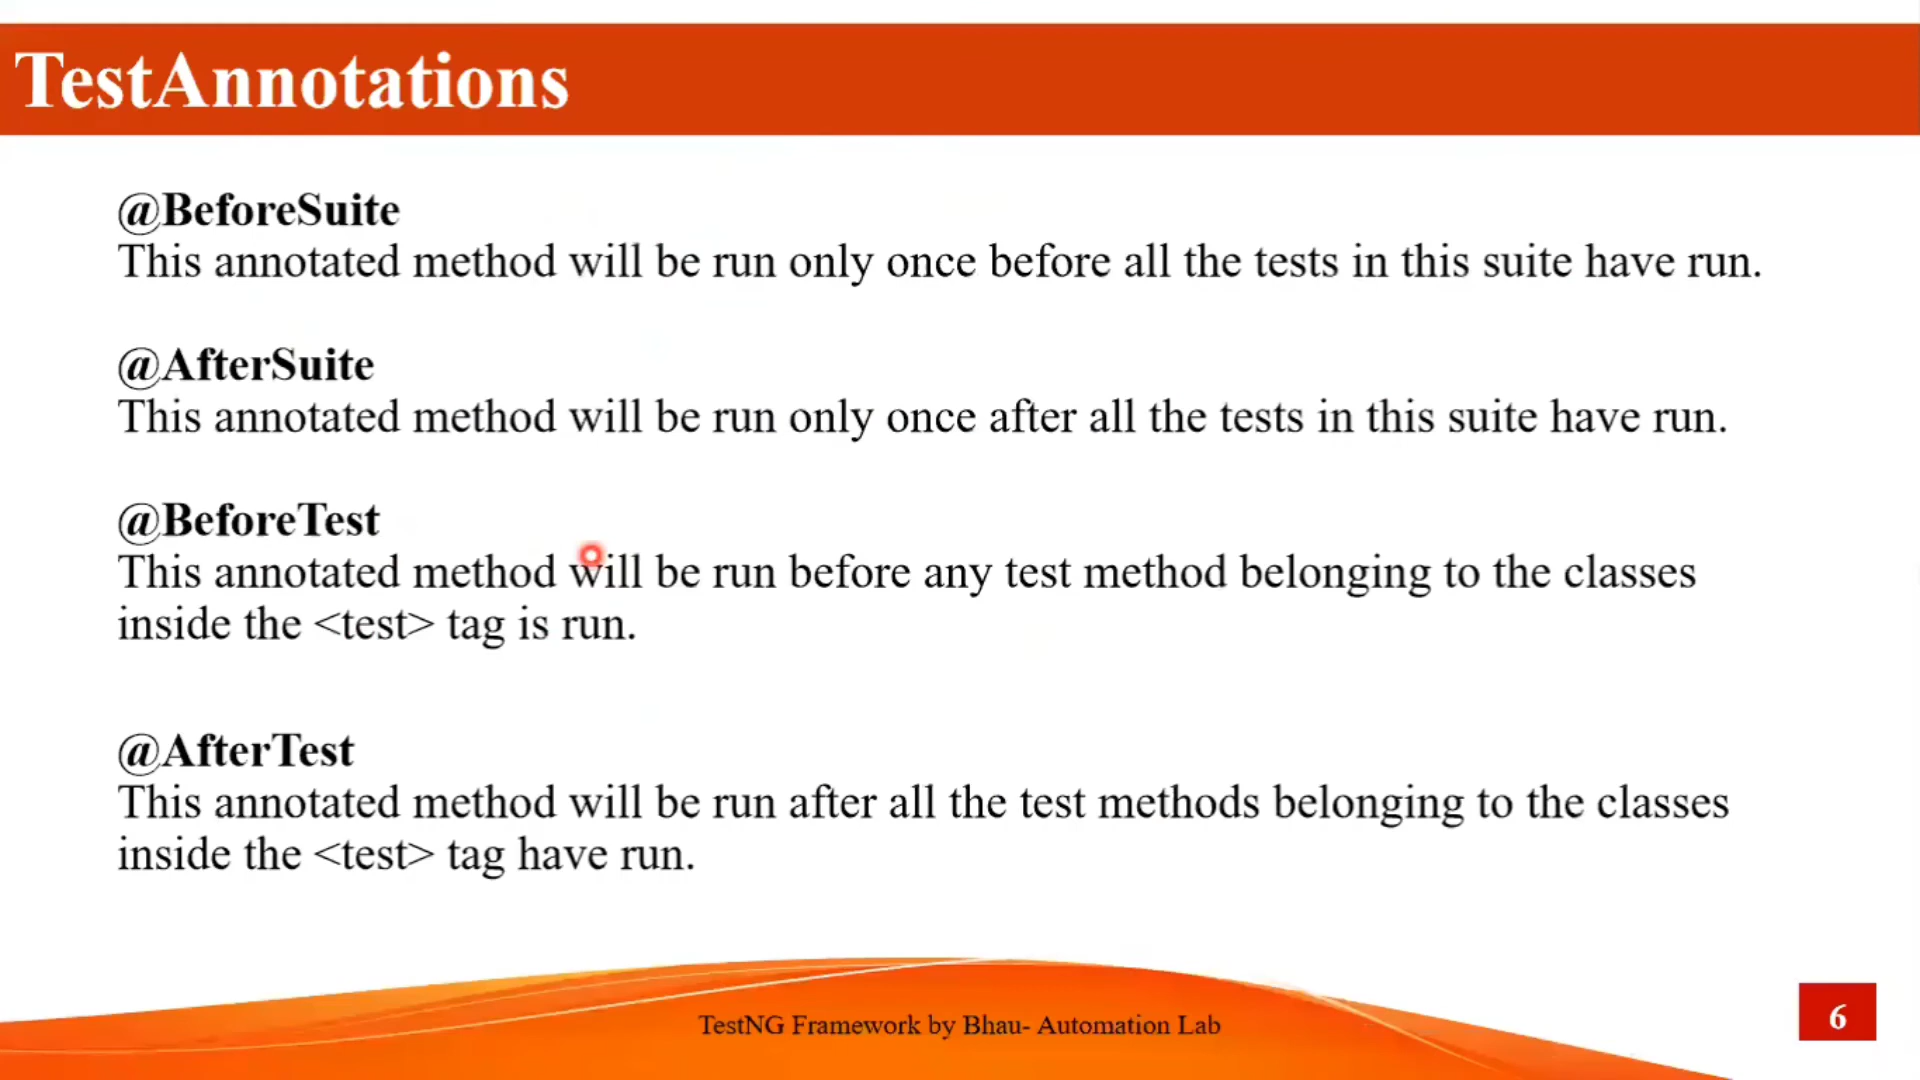 TestAnnotations
@BeforeSuite
This annotated method will be run only once before all the tests in this suite have run.
@AfterSuite
This annotated method will be run only once after all the tests in this suite have run.
@BeforeTest
This annotated method will be run before any test method belonging to the classes
inside the <test> tag is run.
@AfterTest
This annotated method will be run after all the test methods belonging to the classes
inside the <test> tag have run.
TestNG Framework by Bhau- Automation Lab
6